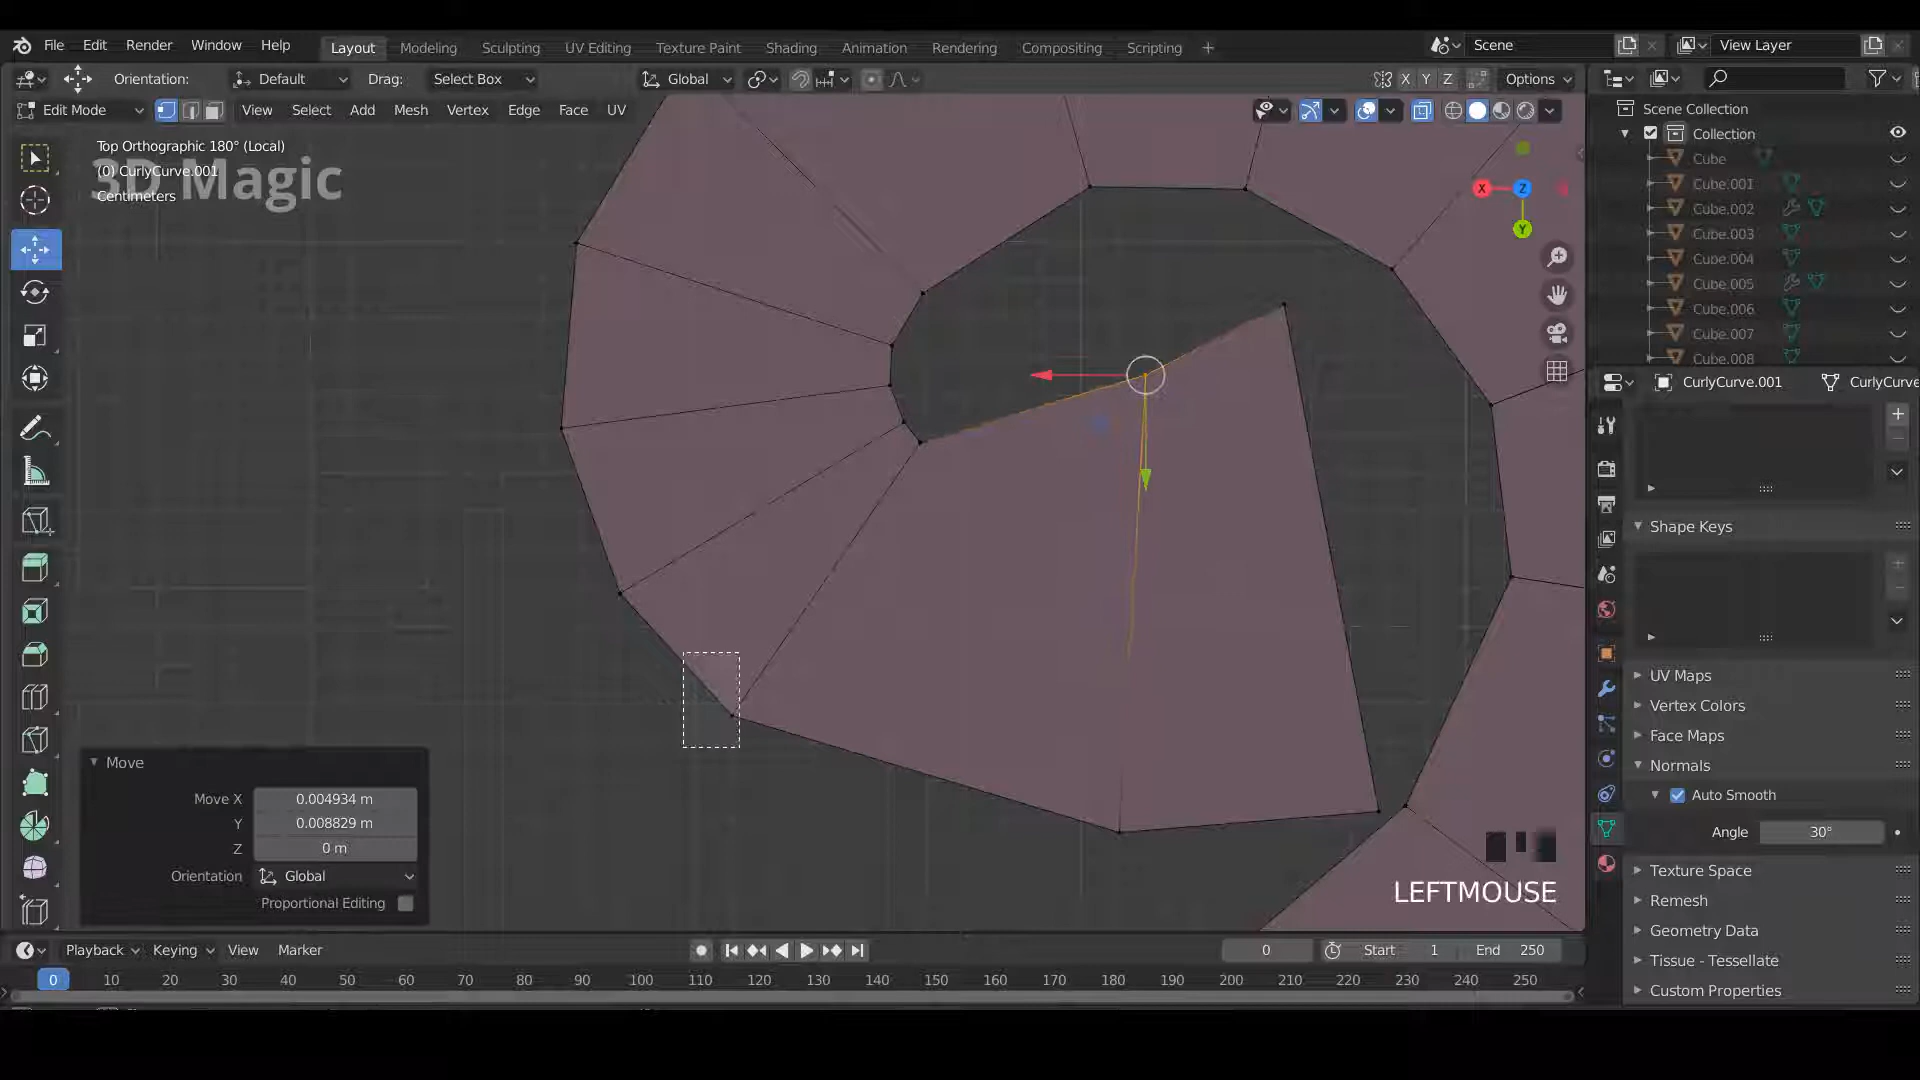 File Edit Render Window Help Layout Modeling Sculpting UV Editing Texture Paint Shading Animation Rendering Compositing Scripting + Scene View Layer
Orientation: Default Drag: Select Box Global X Y Z Options
Edit Mode View Select Add Mesh Vertex Edge Face UV
Scene Collection
Collection
Cube
Cube.001
Cube.002
Cube.003
Cube.004
Cube.005
Cube.006
Cube.007
Cube.008
Top Orthographic 180° (Local)
(0) CurlyCurve.001
3D Magic
Centimeters
X Z
Y
CurlyCurve.001 CurlyCurve
Shape Keys
UV Maps
Vertex Colors
Face Maps
Normals
Auto Smooth
Angle 30°
Texture Space
Remesh
Geometry Data
Tissue - Tessellate
Custom Properties
Move
Move X 0.004934 m
Y 0.008829 m
Z 0 m
Orientation Global
Proportional Editing
LEFTMOUSE
Playback Keying View Marker 0 Start 1 End 250
0 10 20 30 40 50 60 70 80 90 100 110 120 130 140 150 160 170 180 190 200 210 220 230 240 250